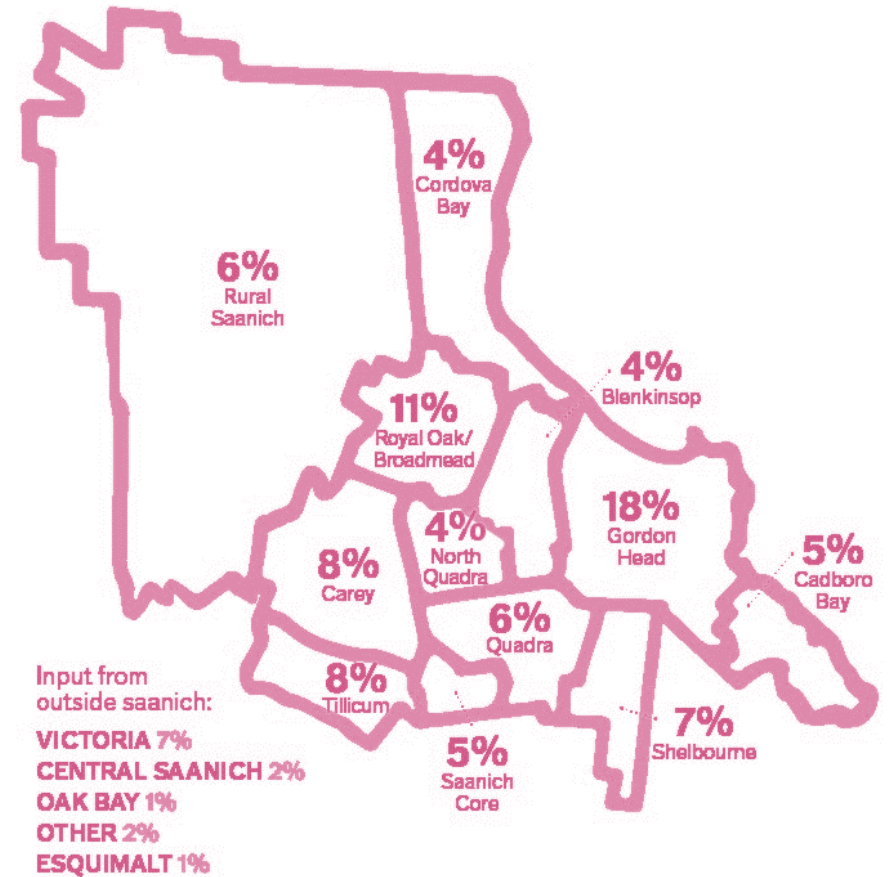 4%
Cordova
Bay
6%
Rural
Saanich
4%
Blenkinsop
11%
Royal Oak/
Broadmead
18%
Gordon
Head
4%
North
Quadra
5%
Cadboro
Bay
8%
Carey
6%
Quadra
8%
Tillicum
7%
Shelbourne
5%
Saanich
Core
Input from
outside saanich:
VICTORIA 7%
CENTRAL SAANICH 2%
OAK BAY 1%
OTHER 2%
ESQUIMALT 1%